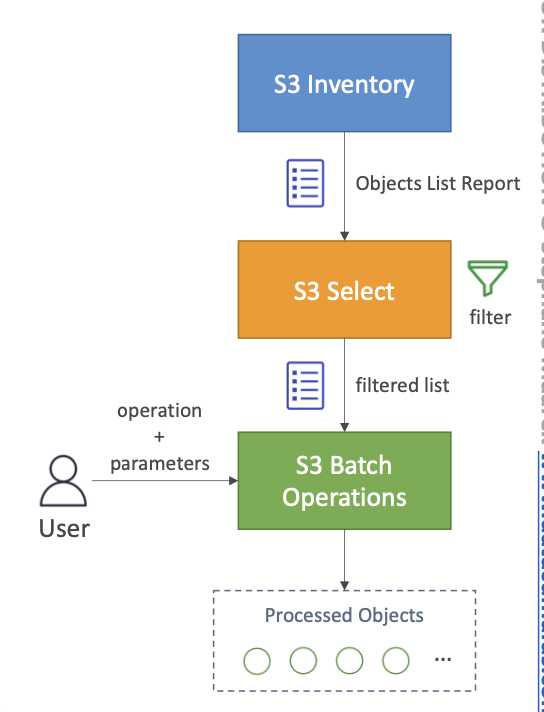 S3 Inventory
Objects List Report
S3 Select
filter
filtered list
operation
+
parameters
S3 Batch
Operations
User
Processed Objects
...